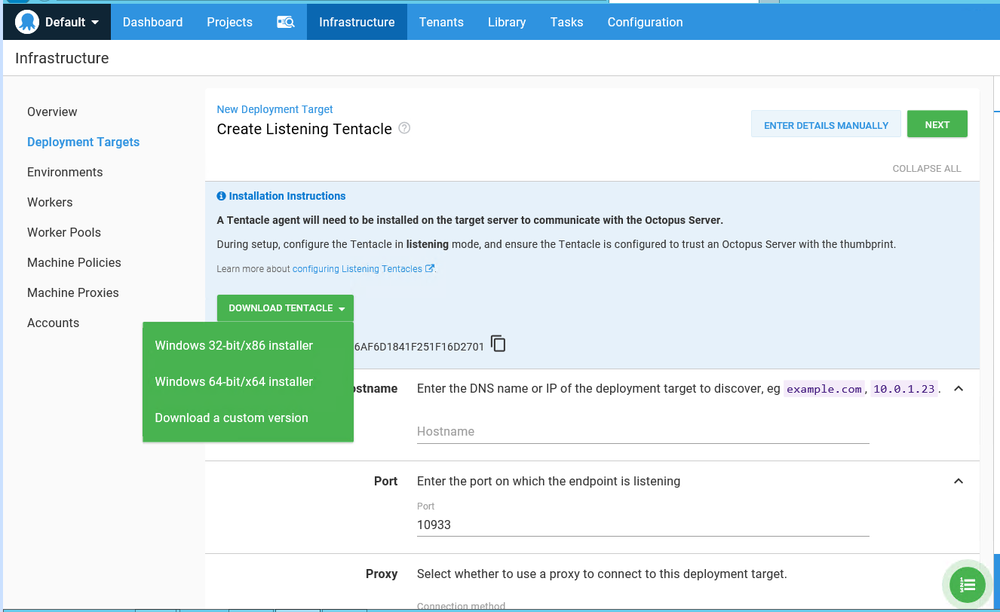 Default
Dashboard
Projects
Infrastructure
Tenants
Library
Tasks
Configuration
Infrastructure
Overview
Deployment Targets
Environments
Workers
Worker Pools
Machine Policies
Machine Proxies
Accounts
New Deployment Target
Create Listening Tentacle ?
ENTER DETAILS MANUALLY
NEXT
COLLAPSE ALL
Installation Instructions
A Tentacle agent will need to be installed on the target server to communicate with the Octopus Server.
During setup, configure the Tentacle in listening mode, and ensure the Tentacle is configured to trust an Octopus Server with the thumbprint.
Learn more about configuring Listening Tentacles.
DOWNLOAD TENTACLE
Windows 32-bit/x86 installer
Windows 64-bit/x64 installer
Download a custom version
6AF6D1841F251F16D2701
ostname
Enter the DNS name or IP of the deployment target to discover, eg example.com, 10.0.1.23.
Hostname
Port
Enter the port on which the endpoint is listening
Port
10933
Proxy
Select whether to use a proxy to connect to this deployment target.
Connection method